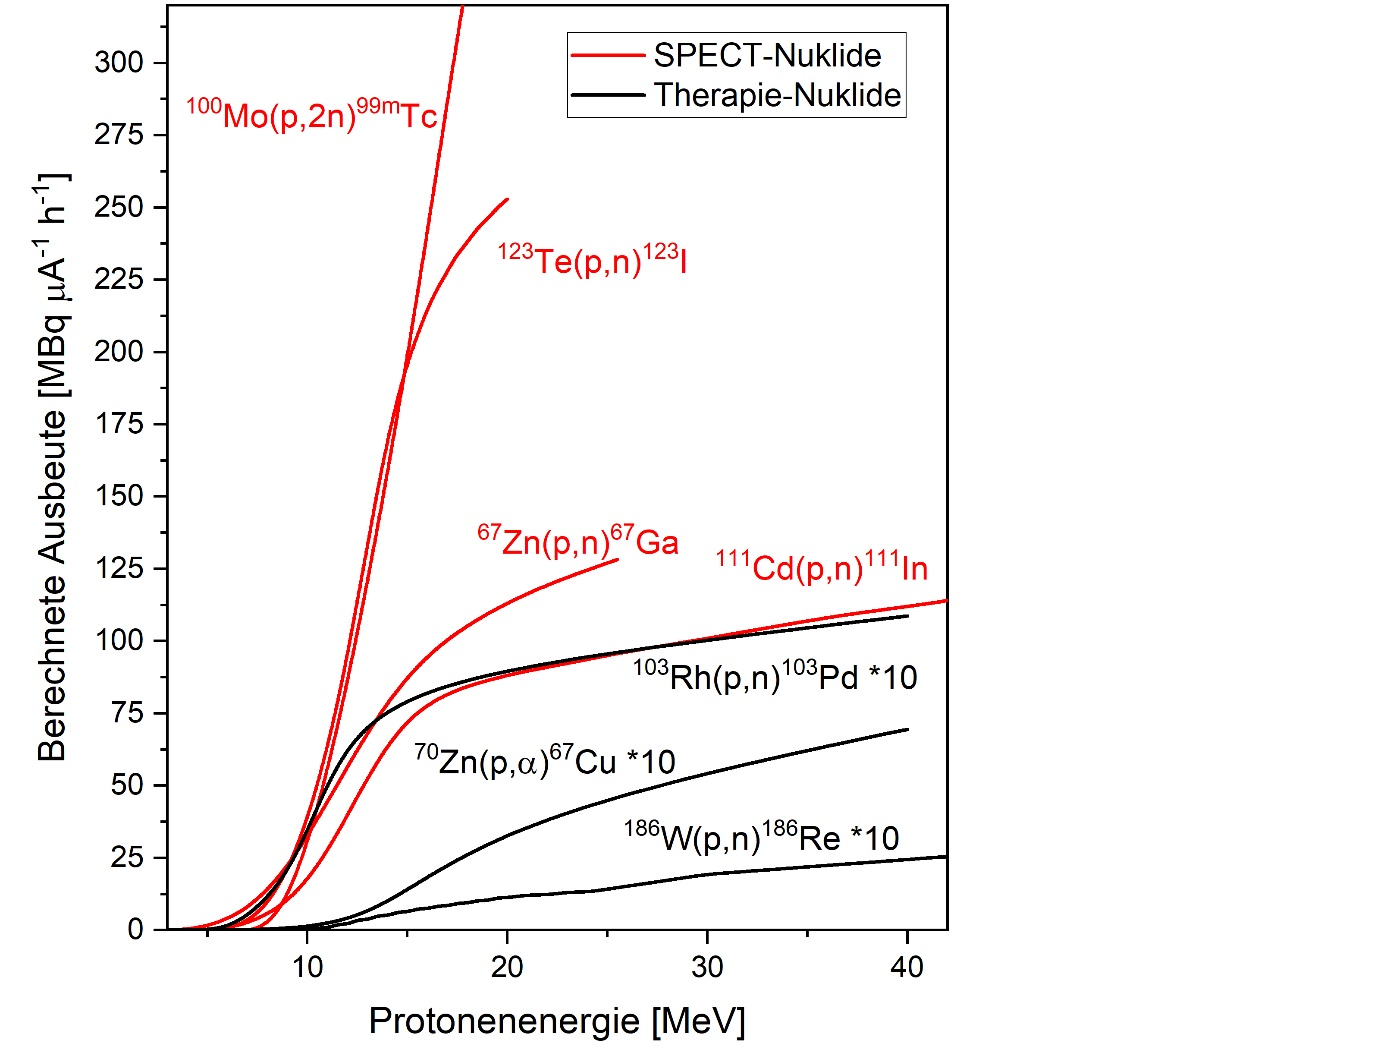 SPECT-Nuklide
Therapie-Nuklide
100Mo(p,2n)99mTc
123Te(p,n)123I
67Zn(p,n)67Ga
111Cd(p,n)111In
103Rh(p,n)103Pd *10
70Zn(p,α)67Cu *10
186W(p,n)186Re *10
Berechnete Ausbeute [MBq µA-1 h-1]
300
275
250
225
200
175
150
125
100
75
50
25
0
10 20 30 40
Protonenenergie [MeV]